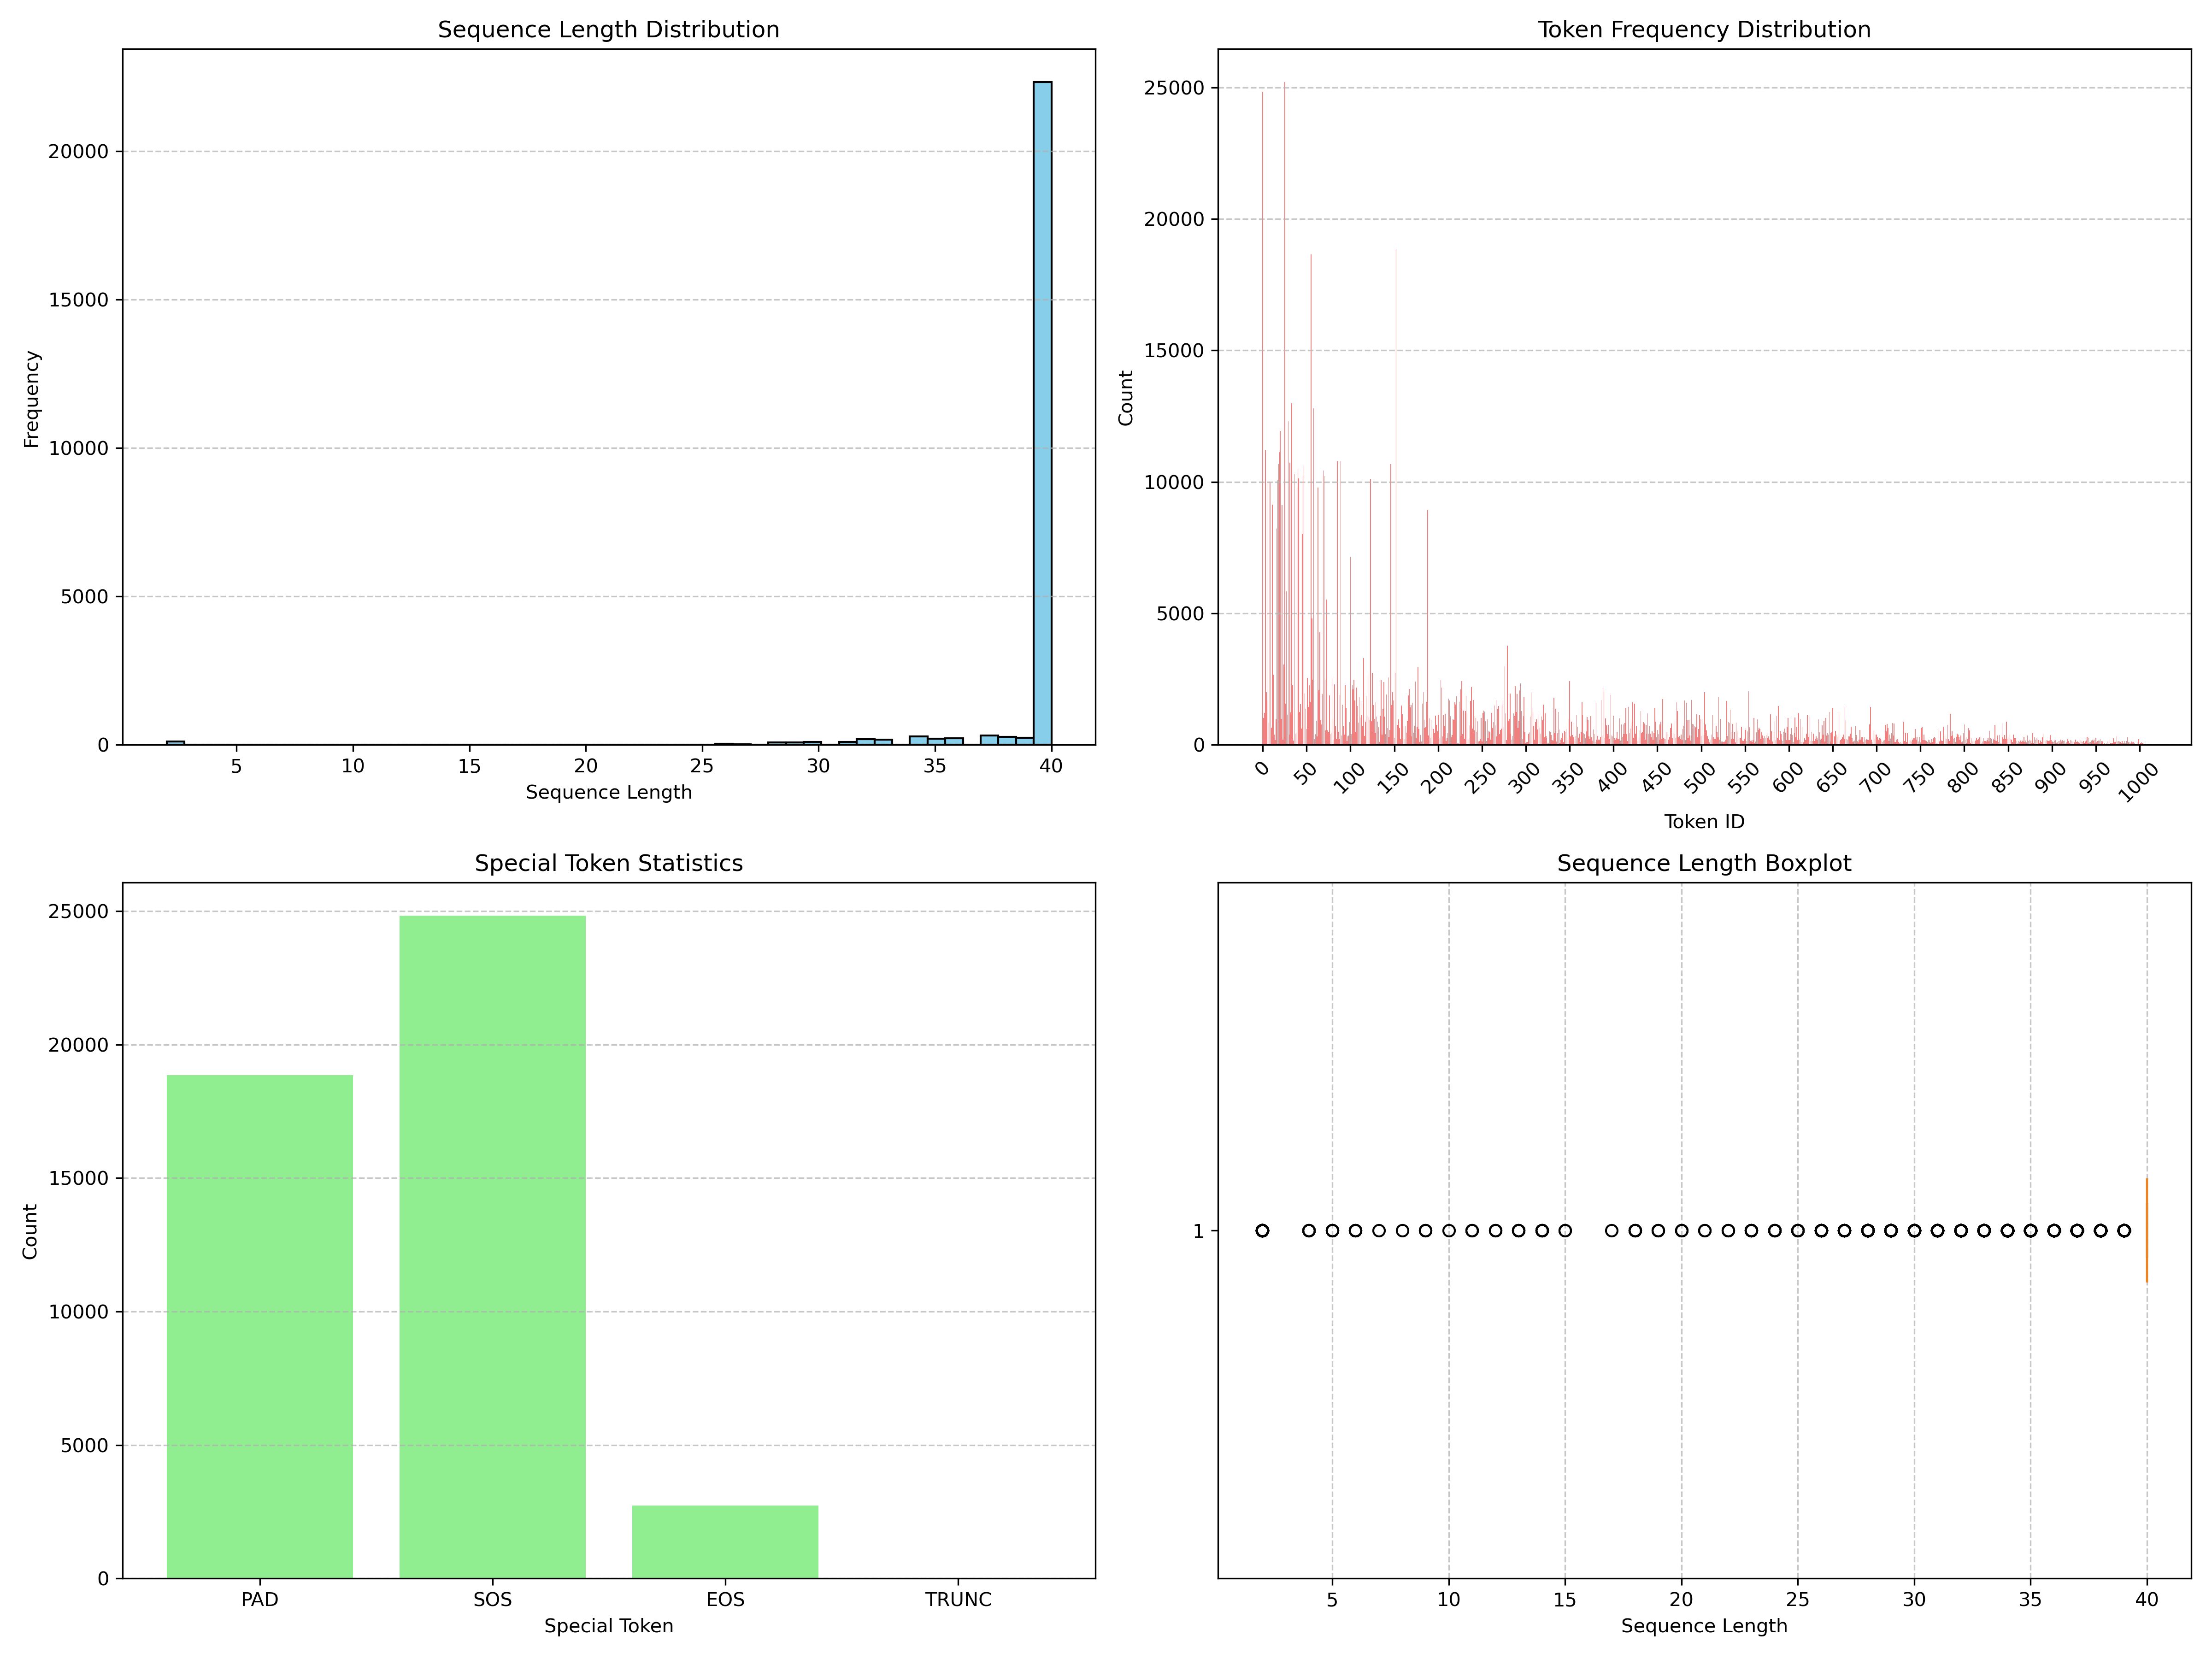 Sequence Length Distribution
Frequency
20000
15000
10000
5000
0
5 10 15 20 25 30 35 40
Sequence Length
Token Frequency Distribution
Count
25000
20000
15000
10000
5000
0
0 50 100 150 200 250 300 350 400 450 500 550 600 650 700 750 800 850 900 950 1000
Token ID
Special Token Statistics
Count
25000
20000
15000
10000
5000
0
PAD SOS EOS TRUNC
Special Token
Sequence Length Boxplot
1
5 10 15 20 25 30 35 40
Sequence Length